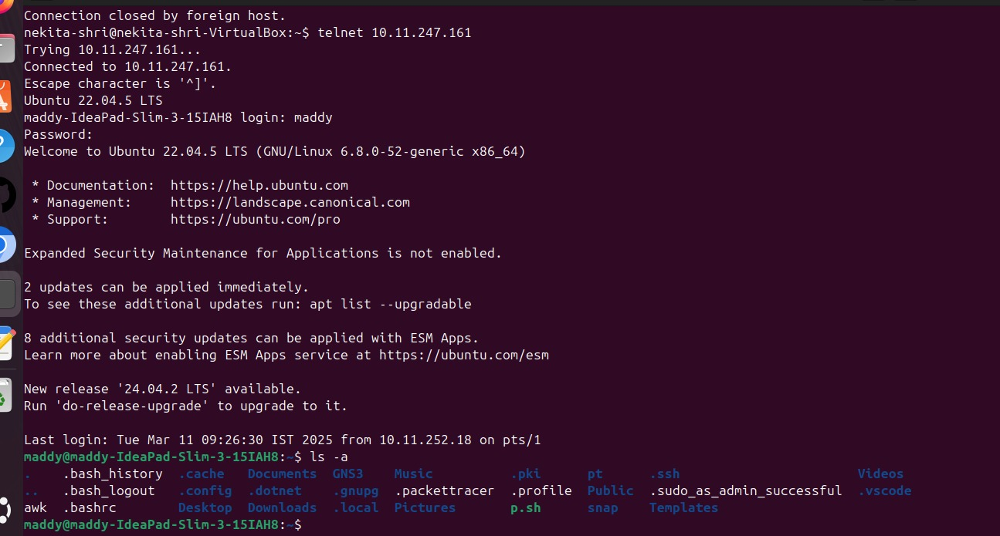 Connection closed by foreign host.
nekita-shri@nekita-shri-VirtualBox:~$ telnet 10.11.247.161
Trying 10.11.247.161...
Connected to 10.11.247.161.
Escape character is '^]'.
Ubuntu 22.04.5 LTS
maddy-IdeaPad-Slim-3-15IAH8 login: maddy
Password:
Welcome to Ubuntu 22.04.5 LTS (GNU/Linux 6.8.0-52-generic x86_64)
* Documentation:  https://help.ubuntu.com
* Management:     https://landscape.canonical.com
* Support:        https://ubuntu.com/pro
Expanded Security Maintenance for Applications is not enabled.
2 updates can be applied immediately.
To see these additional updates run: apt list --upgradable
8 additional security updates can be applied with ESM Apps.
Learn more about enabling ESM Apps service at https://ubuntu.com/esm
New release '24.04.2 LTS' available.
Run 'do-release-upgrade' to upgrade to it.
Last login: Tue Mar 11 09:26:30 IST 2025 from 10.11.252.18 on pts/1
maddy@maddy-IdeaPad-Slim-3-15IAH8:~$ ls -a
.    .bash_history  .cache   Documents  GNS3    Music          .pki      pt      .ssh                       Videos
..   .bash_logout   .config  .dotnet    .gnupg  .packettracer  .profile  Public  .sudo_as_admin_successful  .vscode
awk  .bashrc        Desktop  Downloads  .local  Pictures       p.sh      snap    Templates
maddy@maddy-IdeaPad-Slim-3-15IAH8:~$